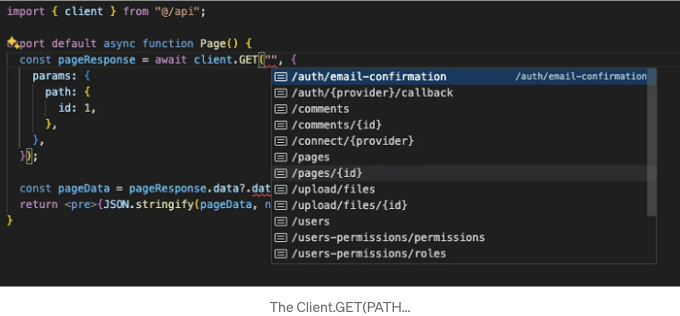 import { client } from "@/api";
export default async function Page() {
const pageResponse = await client.GET("", {
params: {
path: {
id: 1,
},
},
});
const pageData = pageResponse.data?.dat
return <pre>{JSON.stringify(pageData, n
}
/auth/email-confirmation /auth/email-confirmation
/auth/{provider}/callback
/comments
/comments/{id}
/connect/{provider}
/pages
/pages/{id}
/upload/files
/upload/files/{id}
/users
/users-permissions/permissions
/users-permissions/roles
The Client.GET(PATH...